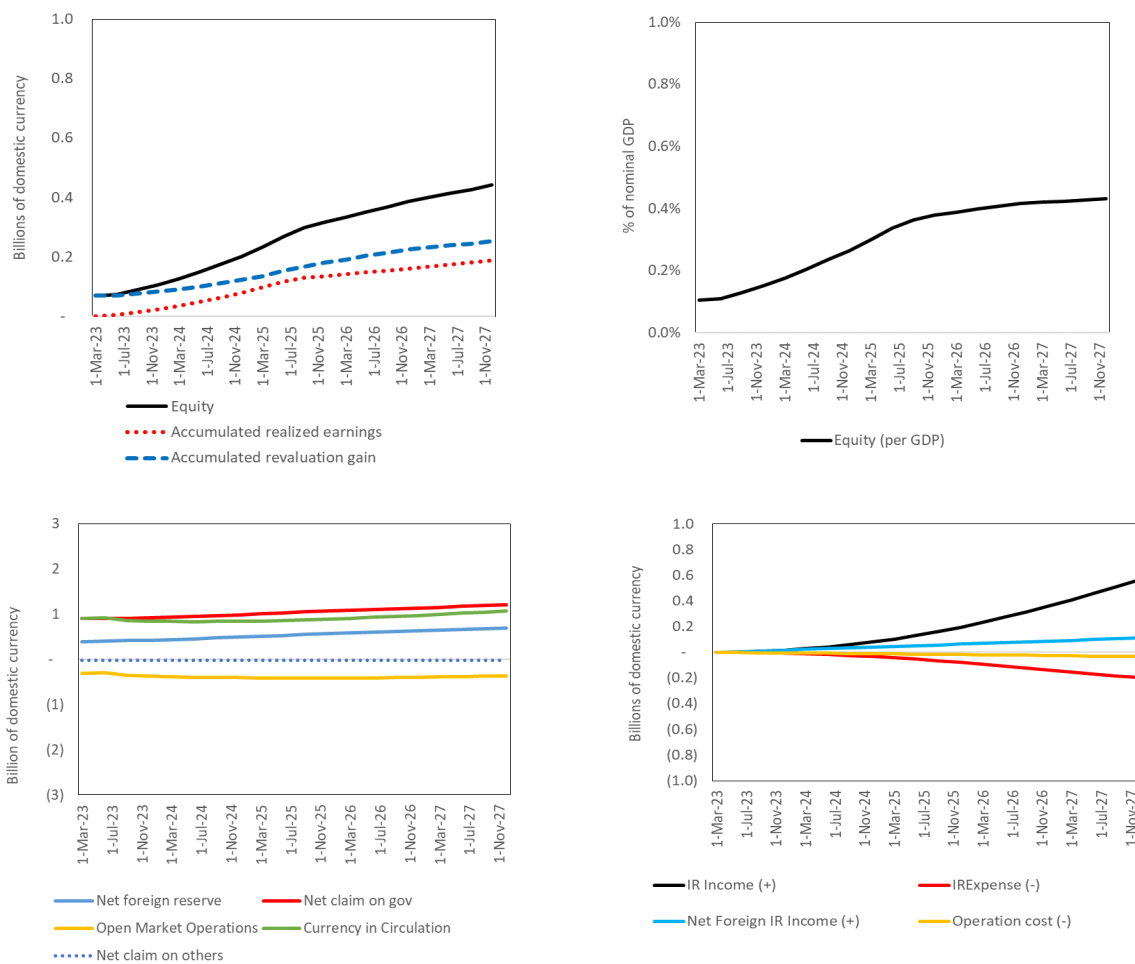 Billions of domestic currency
1.0
0.8
0.6
0.4
0.2
-
1-Mar-23
1-Jul-23
1-Nov-23
1-Mar-24
1-Jul-24
1-Nov-24
1-Mar-25
1-Jul-25
1-Nov-25
1-Mar-26
1-Jul-26
1-Nov-26
1-Mar-27
1-Jul-27
1-Nov-27
Equity
Accumulated realized earnings
Accumulated revaluation gain
% of nominal GDP
1.0%
0.8%
0.6%
0.4%
0.2%
0.0%
1-Mar-23
1-Jul-23
1-Nov-23
1-Mar-24
1-Jul-24
1-Nov-24
1-Mar-25
1-Jul-25
1-Nov-25
1-Mar-26
1-Jul-26
1-Nov-26
1-Mar-27
1-Jul-27
1-Nov-27
Equity (per GDP)
Billion of domestic currency
3
2
1
-
(1)
(2)
(3)
1-Mar-23
1-Jul-23
1-Nov-23
1-Mar-24
1-Jul-24
1-Nov-24
1-Mar-25
1-Jul-25
1-Nov-25
1-Mar-26
1-Jul-26
1-Nov-26
1-Mar-27
1-Jul-27
1-Nov-27
Net foreign reserve
Net claim on gov
Open Market Operations
Currency in Circulation
Net claim on others
Billions of domestic currency
1.0
0.8
0.6
0.4
0.2
-
(0.2)
(0.4)
(0.6)
(0.8)
(1.0)
1-Mar-23
1-Jul-23
1-Nov-23
1-Mar-24
1-Jul-24
1-Nov-24
1-Mar-25
1-Jul-25
1-Nov-25
1-Mar-26
1-Jul-26
1-Nov-26
1-Mar-27
1-Jul-27
1-Nov-27
IR Income (+)
IRExpense (-)
Net Foreign IR Income (+)
Operation cost (-)